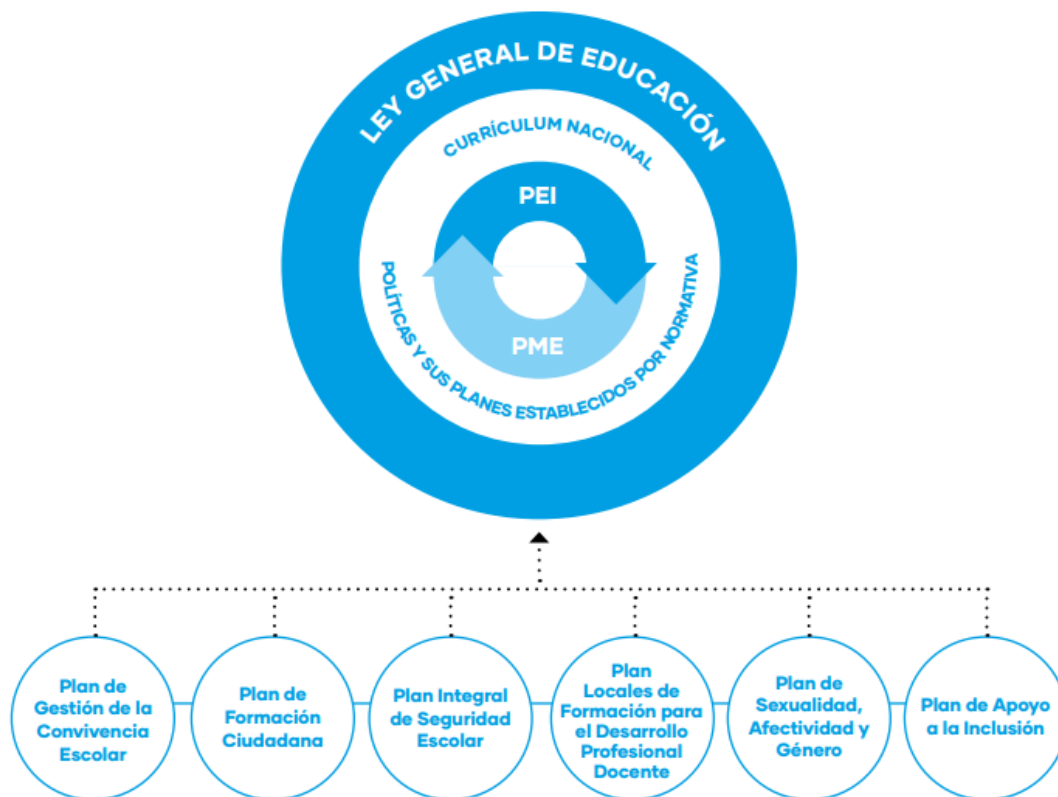 LEY GENERAL DE EDUCACIÓN
CURRÍCULUM NACIONAL
PEI
PME
POLÍTICAS Y SUS PLANES ESTABLECIDOS POR NORMATIVA
Plan de
Gestión de la
Convivencia
Escolar
Plan de
Formación
Ciudadana
Plan Integral
de Seguridad
Escolar
Plan
Locales de
Formación para
el Desarrollo
Profesional
Docente
Plan de
Sexualidad,
Afectividad y
Género
Plan de Apoyo
a la Inclusión